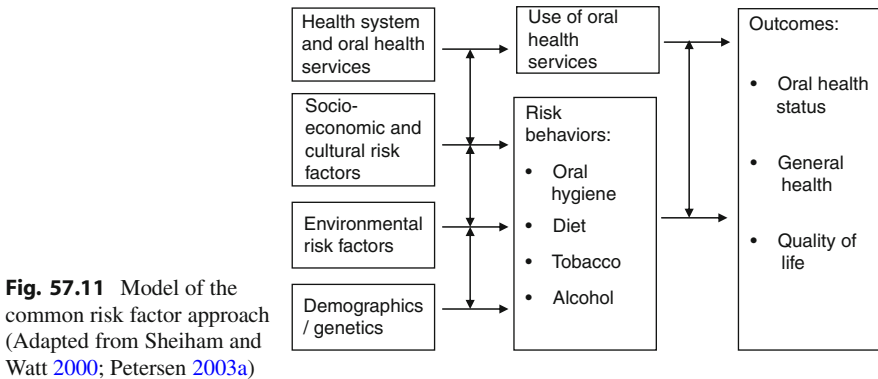 Health system
and oral health
services
Socio-
economic and
cultural risk
factors
Environmental
risk factors
Demographics
/ genetics
Use of oral
health
services
Risk
behaviors:
• Oral
hygiene
• Diet
• Tobacco
• Alcohol
Outcomes:
• Oral health
status
• General
health
• Quality of
life
Fig. 57.11 Model of the
common risk factor approach
(Adapted from Sheiham and
Watt 2000; Petersen 2003a)